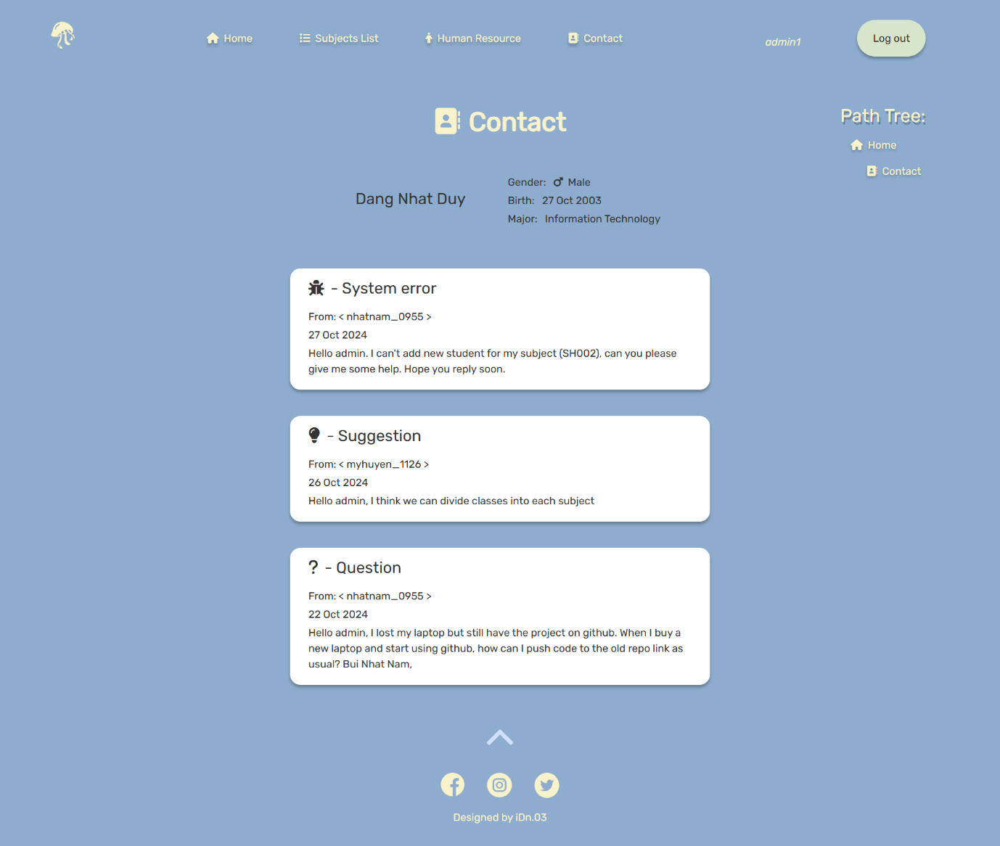 Home
Subjects List
Human Resource
Contact
admin1
Log out
Contact
Path Tree:
Home
Contact
Dang Nhat Duy
Gender: Male
Birth: 27 Oct 2003
Major: Information Technology
- System error
From: < nhatnam_0955 >
27 Oct 2024
Hello admin. I can't add new student for my subject (SH002), can you please
give me some help. Hope you reply soon.
- Suggestion
From: < myhuyen_1126 >
26 Oct 2024
Hello admin, I think we can divide classes into each subject
? - Question
From: < nhatnam_0955 >
22 Oct 2024
Hello admin, I lost my laptop but still have the project on github. When I buy a
new laptop and start using github, how can I push code to the old repo link as
usual? Bui Nhat Nam,
Designed by iDn.03